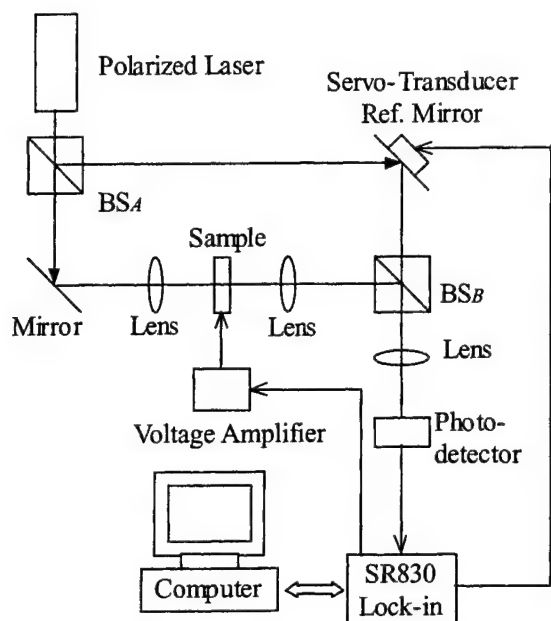 Polarized Laser
Servo-Transducer
Ref. Mirror
BSA
Sample
BSB
Mirror
Lens
Lens
Lens
Voltage Amplifier
Photo-
detector
Computer
SR830
Lock-in